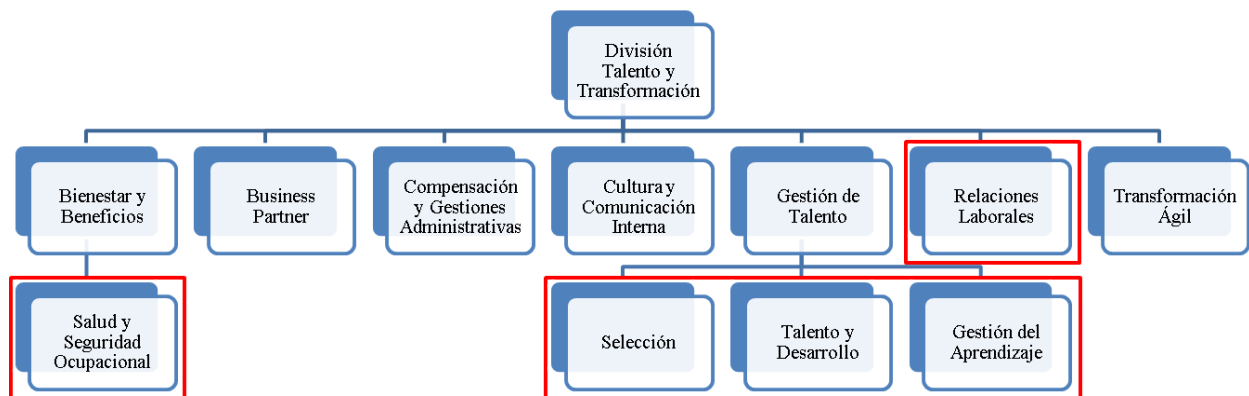 División
Talento y
Transformación
Bienestar y
Beneficios
Business
Partner
Compensación
y Gestiones
Administrativas
Cultura y
Comunicación
Interna
Gestión de
Talento
Relaciones
Laborales
Transformación
Ágil
Salud y
Seguridad
Ocupacional
Selección
Talento y
Desarrollo
Gestión del
Aprendizaje